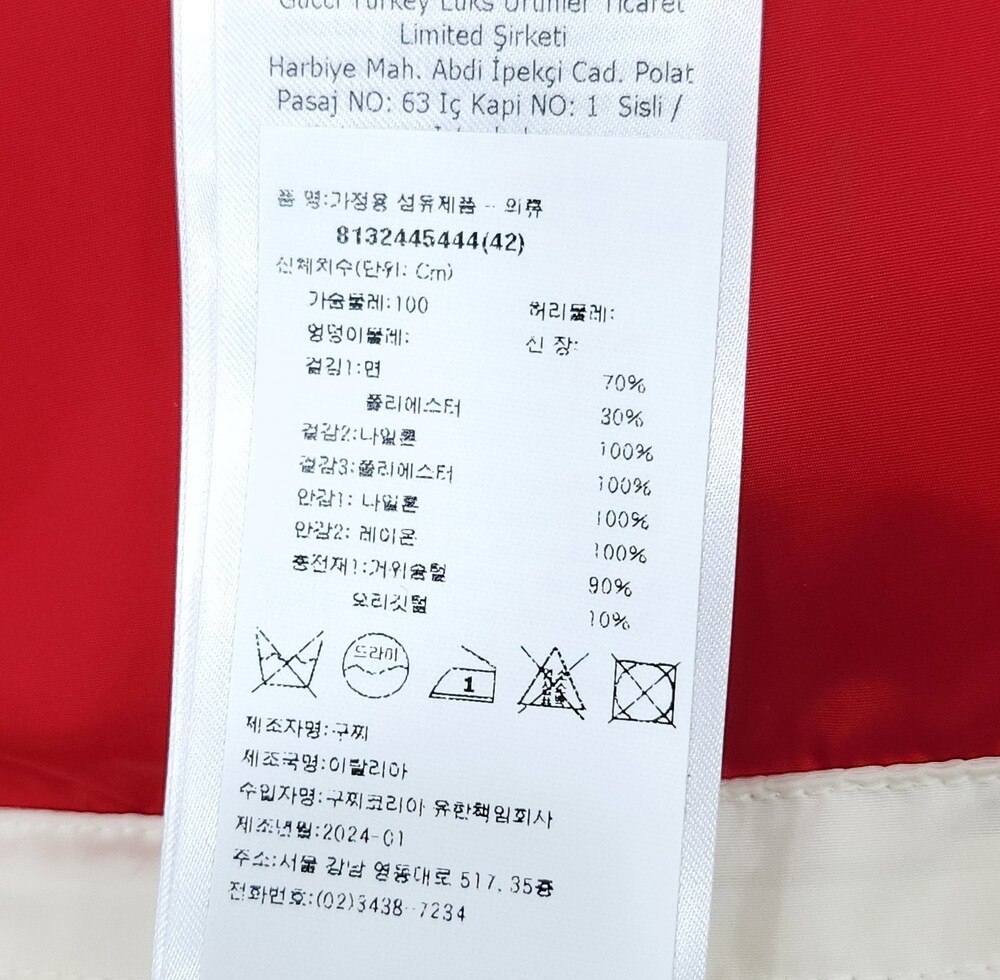 Gucci Turkey Lüks Ürünler Ticaret
Limited Şirketi
Harbiye Mah. Abdi İpekçi Cad. Polat
Pasaj NO: 63 Iç Kapi NO: 1 Sisli /
품 명:가정용 섬유제품 - 의류
8132445444(42)
신체치수(단위: Cm)
가슴둘레:100 허리둘레:
엉덩이둘레: 신 장:
겉감1:면 70%
폴리에스터 30%
겉감2:나일론 100%
겉감3:폴리에스터 100%
안감1: 나일론 100%
안감2: 레이온 100%
충전재1:거위솜털 90%
오리깃털 10%
드라이
1
제조자명:구찌
제조국명:이탈리아
수입자명:구찌코리아 유한책임회사
제조년월:2024-01
주소:서울 강남 영동대로 517, 35층
전화번호:(02)3438-7234